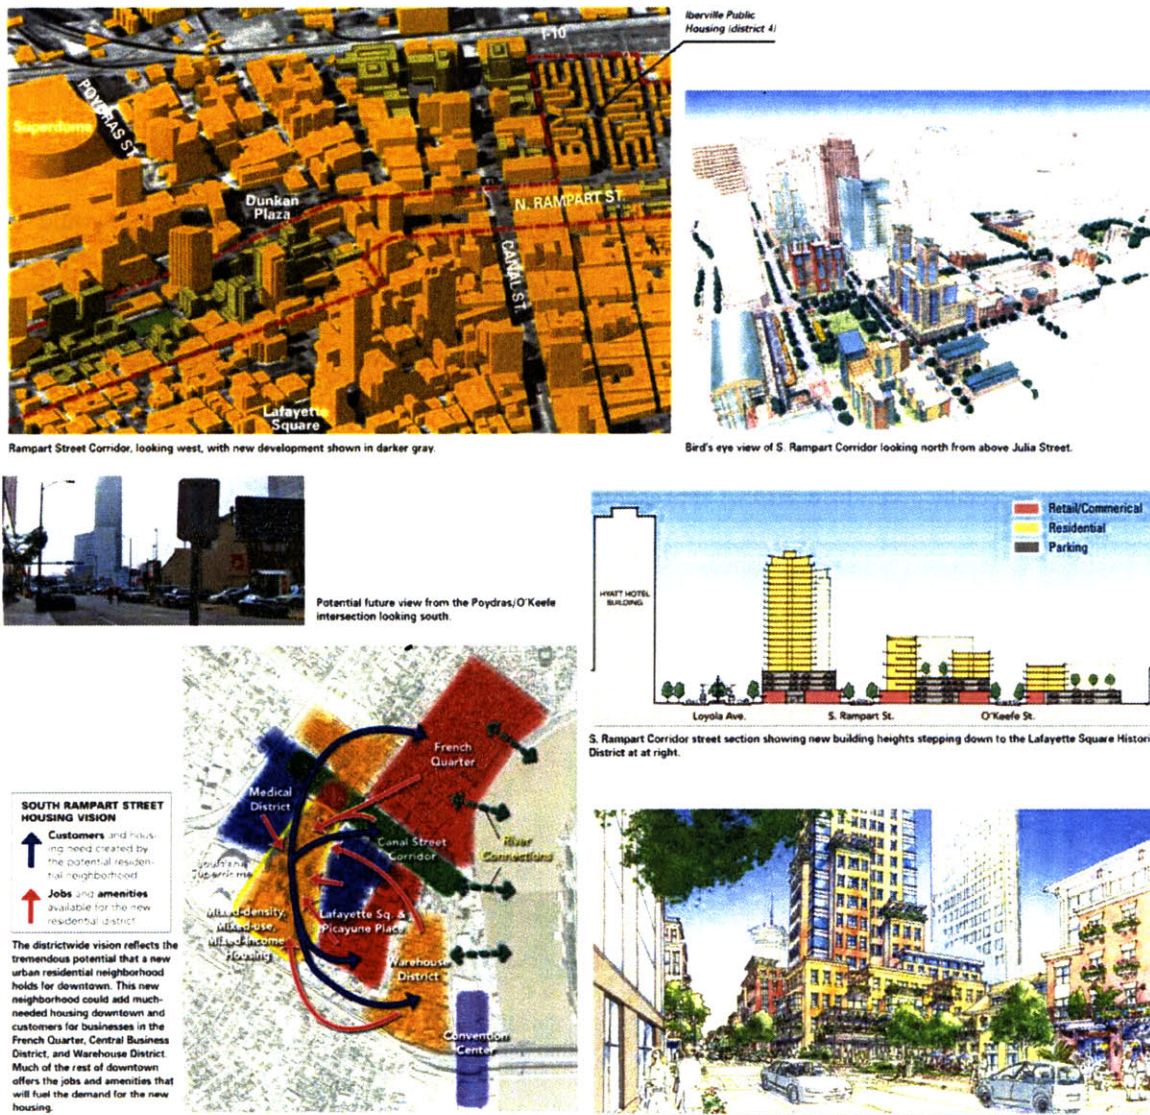 Iberville Public
Housing (district 4)
I-10
POYDRAS ST.
Superdome
Dunkan
Plaza
N. RAMPART ST.
CANAL ST.
Lafayette
Square
Rampart Street Corridor, looking west, with new development shown in darker gray.
Bird's eye view of S. Rampart Corridor looking north from above Julia Street.
Potential future view from the Poydras/O'Keefe
intersection looking south.
Retail/Commerical
Residential
Parking
HYATT HOTEL
BUILDING
Loyola Ave.
S. Rampart St.
O'Keefe St.
S. Rampart Corridor street section showing new building heights stepping down to the Lafayette Square Histori
District at at right.
French
Quarter
Medical
District
Canal Street
Corridor
River
Connections
Louisiana
Superdome
Mixed-density,
Mixed-use,
Mixed-income
Housing
Lafayette Sq. &
Picayune Place
Warehouse
District
Convention
Center
SOUTH RAMPART STREET
HOUSING VISION
Customers and hous-
ing need created by
the potential residen-
tial neighborhood
Jobs and amenities
available for the new
residential district
The districtwide vision reflects the
tremendous potential that a new
urban residential neighborhood
holds for downtown. This new
neighborhood could add much-
needed housing downtown and
customers for businesses in the
French Quarter, Central Business
District, and Warehouse District.
Much of the rest of downtown
offers the jobs and amenities that
will fuel the demand for the new
housing.